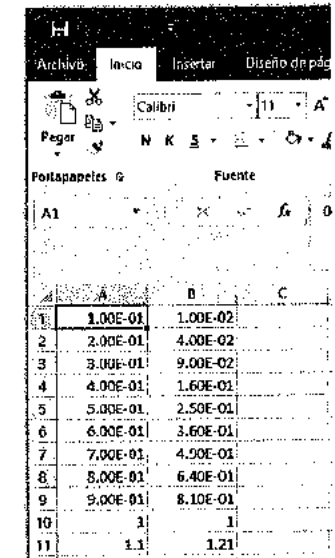 Archivo Inicio Insertar Diseño de pág
Calibri 11 A
Pegar N K S
Portapapeles Fuente
A1 fx 0
A B C
1 1.00E-01 1.00E-02
2 2.00E-01 4.00E-02
3 3.00E-01 9.00E-02
4 4.00E-01 1.60E-01
5 5.00E-01 2.50E-01
6 6.00E-01 3.60E-01
7 7.00E-01 4.90E-01
8 8.00E-01 6.40E-01
9 9.00E-01 8.10E-01
10 1 1
11 1.1 1.21